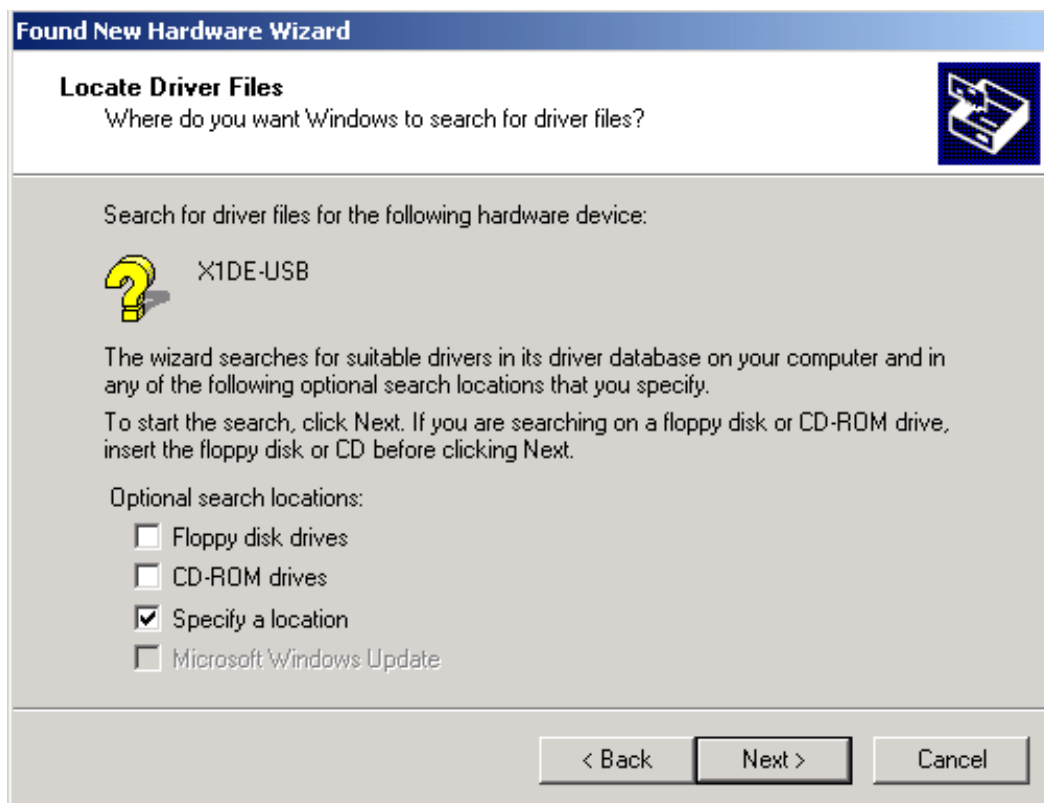 Found New Hardware Wizard
Locate Driver Files
Where do you want Windows to search for driver files?
Search for driver files for the following hardware device:
X1DE-USB
The wizard searches for suitable drivers in its driver database on your computer and in
any of the following optional search locations that you specify.
To start the search, click Next. If you are searching on a floppy disk or CD-ROM drive,
insert the floppy disk or CD before clicking Next.
Optional search locations:
Floppy disk drives
CD-ROM drives
Specify a location
Microsoft Windows Update
< Back Next > Cancel